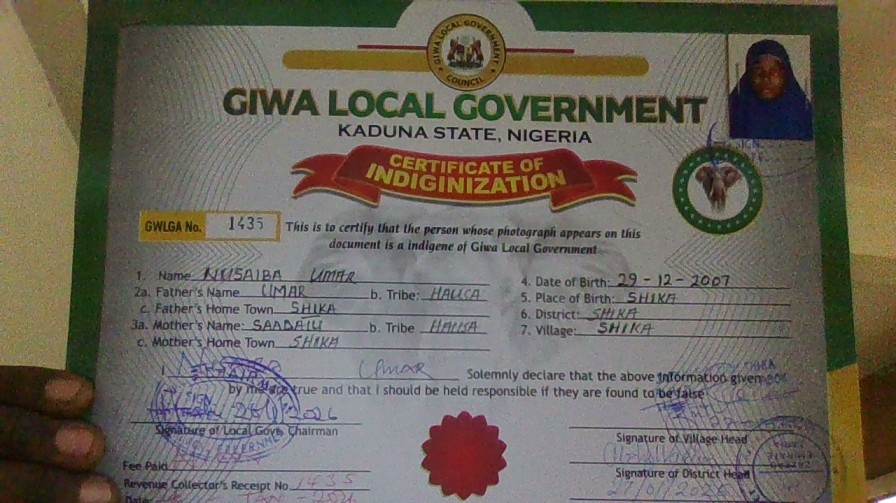 GIWA LOCAL GOVERNMENT
COUNCIL
GIWA LOCAL GOVERNMENT
KADUNA STATE, NIGERIA
CERTIFICATE OF
INDIGINIZATION
SIGN
GWLGA No. 1435
This is to certify that the person whose photograph appears on this
document is a indigene of Giwa Local Government
1. Name NUSAIBA UMAR
2a. Father's Name UMAR b. Tribe: HAUSA
c. Father's Home Town SHIKA
3a. Mother's Name: SAADATU b. Tribe HAUSA
c. Mother's Home Town SHIKA
4. Date of Birth: 29-12-2007
5. Place of Birth: SHIKA
6. District: SHIKA
7. Village: SHIKA
I UMAR Solemnly declare that the above information given
by me are true and that I should be held responsible if they are found to be false
SIGN
Signature of Local Govt. Chairman
Signature of Village Head
Signature of District Head
Fee Paid
Revenue Collector's Receipt No. 1435
Date: